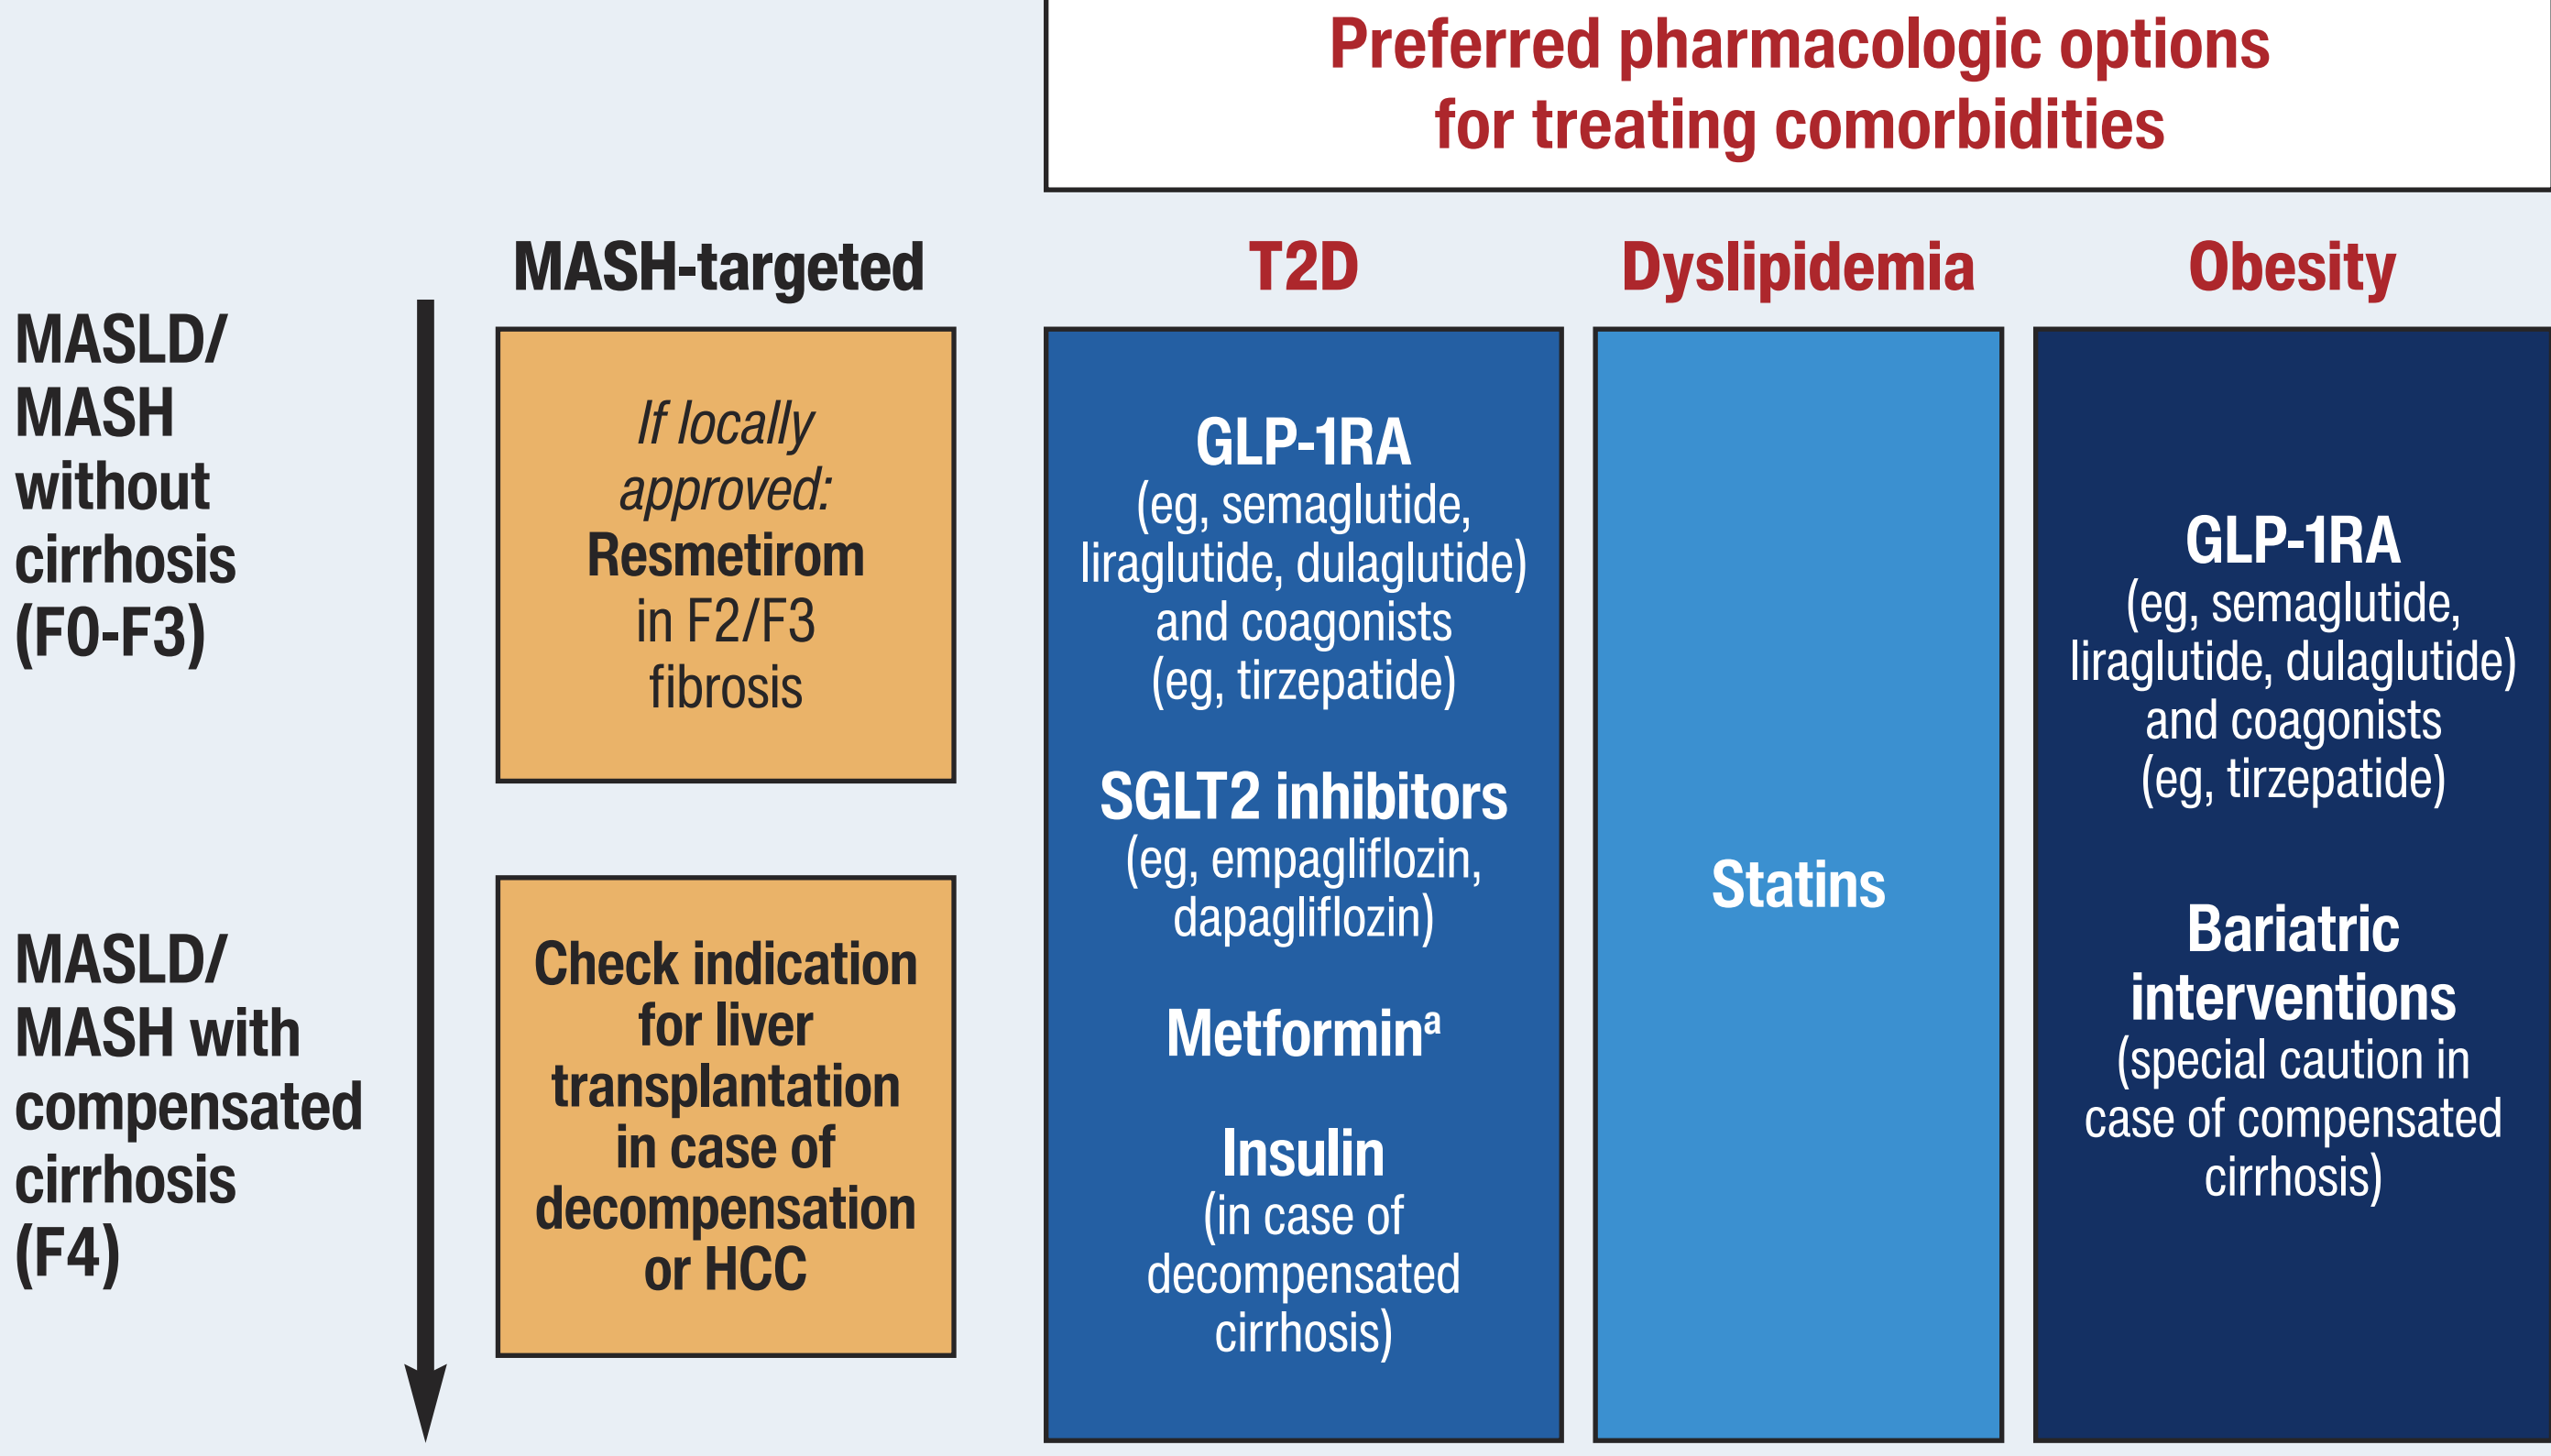 Preferred pharmacologic options
for treating comorbidities
MASH-targeted
T2D
Dyslipidemia
Obesity
MASLD/
MASH
without
cirrhosis
(F0-F3)
If locally
approved:
Resmetirom
in F2/F3
fibrosis
MASLD/
MASH with
compensated
cirrhosis
(F4)
Check indication
for liver
transplantation
in case of
decompensation
or HCC
GLP-1RA
(eg, semaglutide,
liraglutide, dulaglutide)
and coagonists
(eg, tirzepatide)
SGLT2 inhibitors
(eg, empagliflozin,
dapagliflozin)
Metforminᵃ
Insulin
(in case of
decompensated
cirrhosis)
Statins
GLP-1RA
(eg, semaglutide,
liraglutide, dulaglutide)
and coagonists
(eg, tirzepatide)
Bariatric
interventions
(special caution in
case of compensated
cirrhosis)